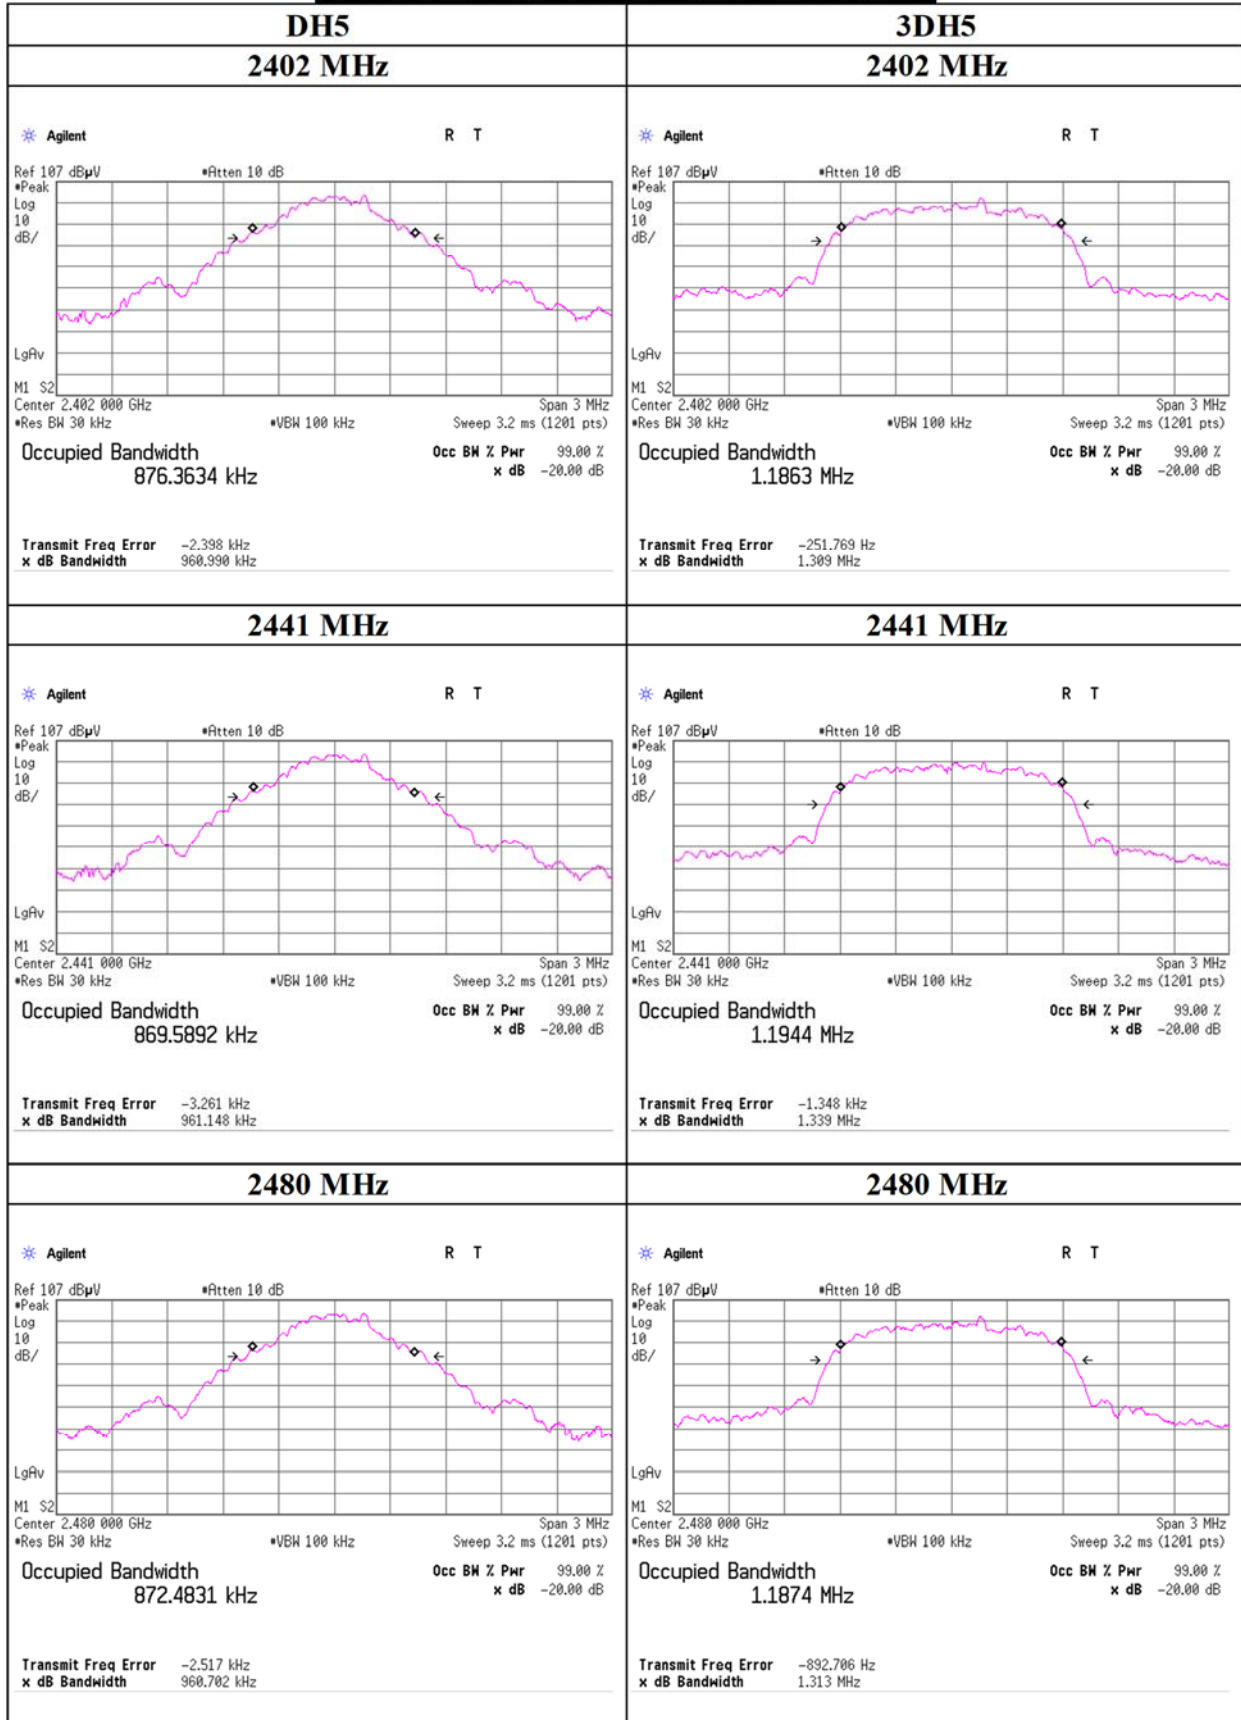 DH5 3DH5
2402 MHz 2402 MHz
Agilent R T
Ref 107 dBµV #Atten 10 dB
#Peak
Log
10
dB/
LgAv
M1 S2
Center 2.402 000 GHz Span 3 MHz
#Res BW 30 kHz #VBW 100 kHz Sweep 3.2 ms (1201 pts)
Occupied Bandwidth Occ BW % Pwr 99.00 %
876.3634 kHz x dB -20.00 dB
Transmit Freq Error -2.398 kHz
x dB Bandwidth 960.990 kHz
Agilent R T
Ref 107 dBµV #Atten 10 dB
#Peak
Log
10
dB/
LgAv
M1 S2
Center 2.402 000 GHz Span 3 MHz
#Res BW 30 kHz #VBW 100 kHz Sweep 3.2 ms (1201 pts)
Occupied Bandwidth Occ BW % Pwr 99.00 %
1.1863 MHz x dB -20.00 dB
Transmit Freq Error -251.769 Hz
x dB Bandwidth 1.309 MHz
2441 MHz 2441 MHz
Agilent R T
Ref 107 dBµV #Atten 10 dB
#Peak
Log
10
dB/
LgAv
M1 S2
Center 2.441 000 GHz Span 3 MHz
#Res BW 30 kHz #VBW 100 kHz Sweep 3.2 ms (1201 pts)
Occupied Bandwidth Occ BW % Pwr 99.00 %
869.5892 kHz x dB -20.00 dB
Transmit Freq Error -3.261 kHz
x dB Bandwidth 961.148 kHz
Agilent R T
Ref 107 dBµV #Atten 10 dB
#Peak
Log
10
dB/
LgAv
M1 S2
Center 2.441 000 GHz Span 3 MHz
#Res BW 30 kHz #VBW 100 kHz Sweep 3.2 ms (1201 pts)
Occupied Bandwidth Occ BW % Pwr 99.00 %
1.1944 MHz x dB -20.00 dB
Transmit Freq Error -1.348 kHz
x dB Bandwidth 1.339 MHz
2480 MHz 2480 MHz
Agilent R T
Ref 107 dBµV #Atten 10 dB
#Peak
Log
10
dB/
LgAv
M1 S2
Center 2.480 000 GHz Span 3 MHz
#Res BW 30 kHz #VBW 100 kHz Sweep 3.2 ms (1201 pts)
Occupied Bandwidth Occ BW % Pwr 99.00 %
872.4831 kHz x dB -20.00 dB
Transmit Freq Error -2.517 kHz
x dB Bandwidth 960.702 kHz
Agilent R T
Ref 107 dBµV #Atten 10 dB
#Peak
Log
10
dB/
LgAv
M1 S2
Center 2.480 000 GHz Span 3 MHz
#Res BW 30 kHz #VBW 100 kHz Sweep 3.2 ms (1201 pts)
Occupied Bandwidth Occ BW % Pwr 99.00 %
1.1874 MHz x dB -20.00 dB
Transmit Freq Error -892.706 Hz
x dB Bandwidth 1.313 MHz